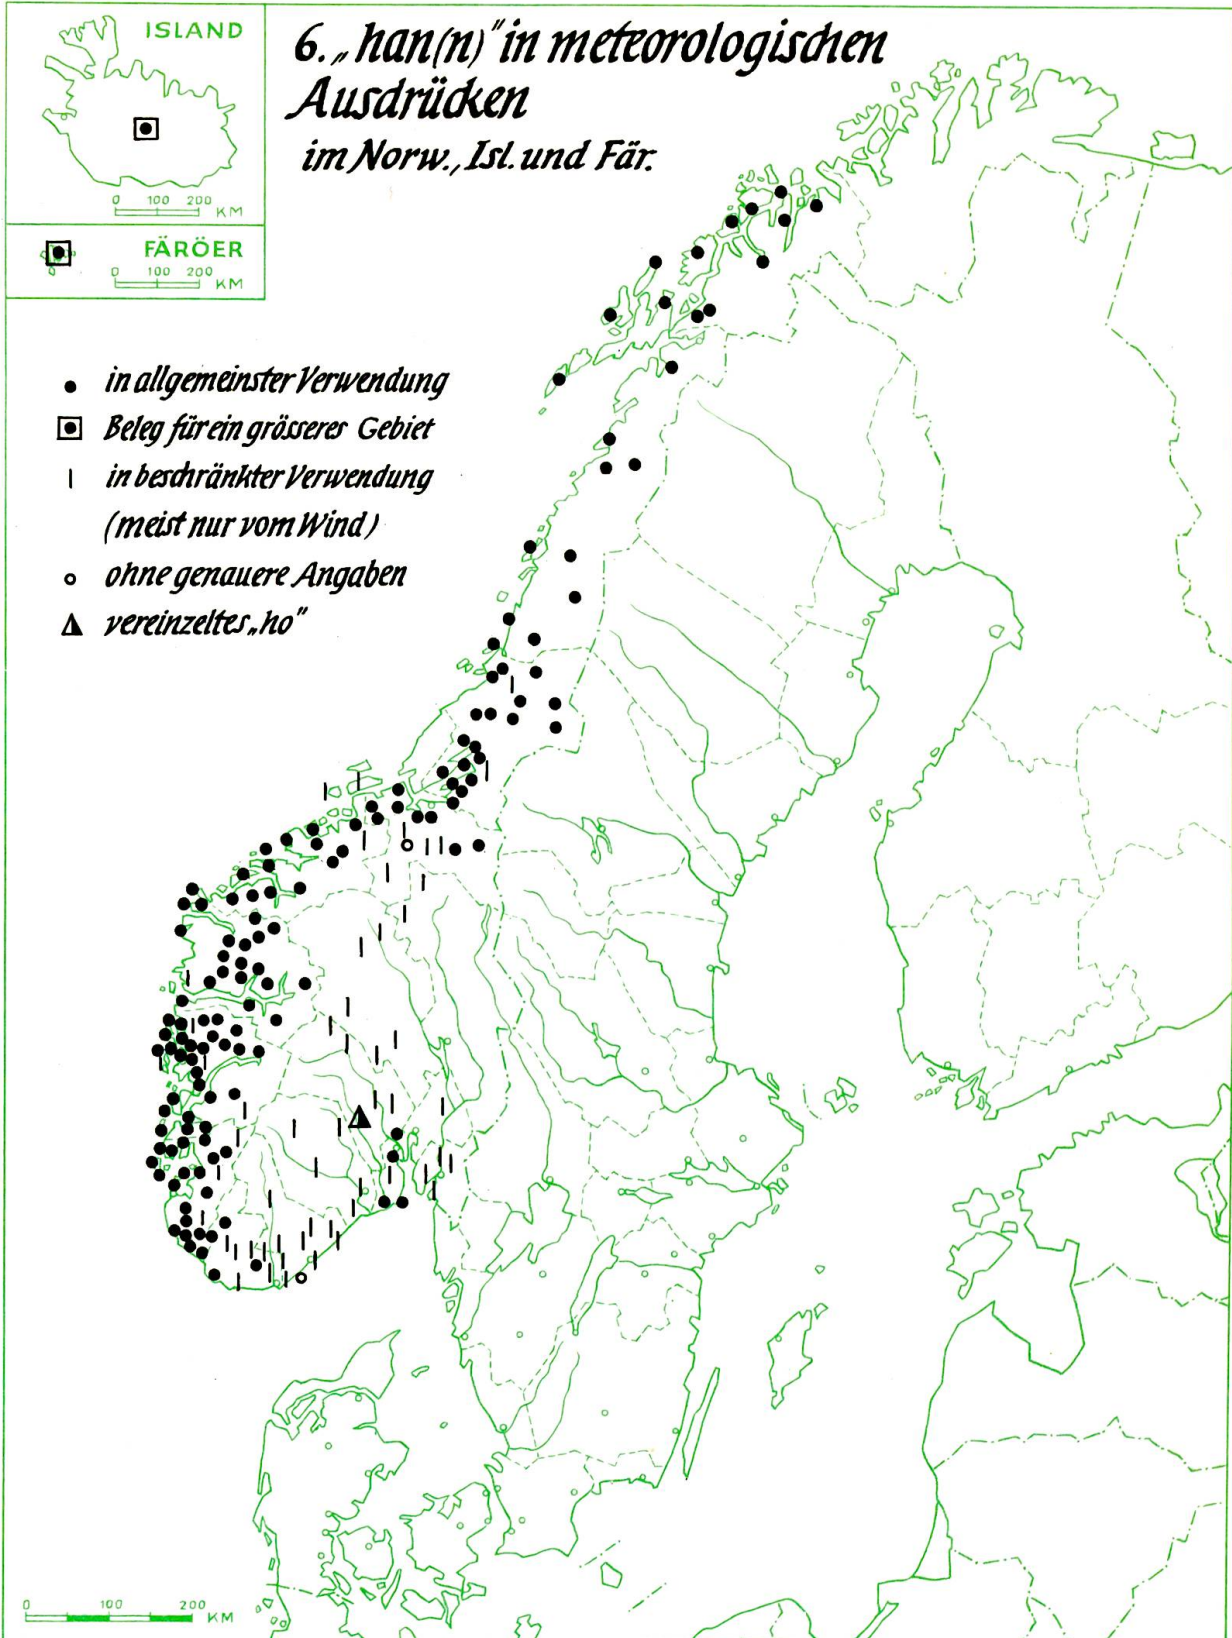 ISLAND
0 100 200 KM
FÄRÖER
0 100 200 KM
6. „han(n)” in meteorologischen
Ausdrücken
im Norw., Isl. und Fär.
in allgemeinster Verwendung
Beleg für ein grösseres Gebiet
in beschränkter Verwendung
(meist nur vom Wind)
ohne genauere Angaben
vereinzeltes „ho”
0 100 200 KM